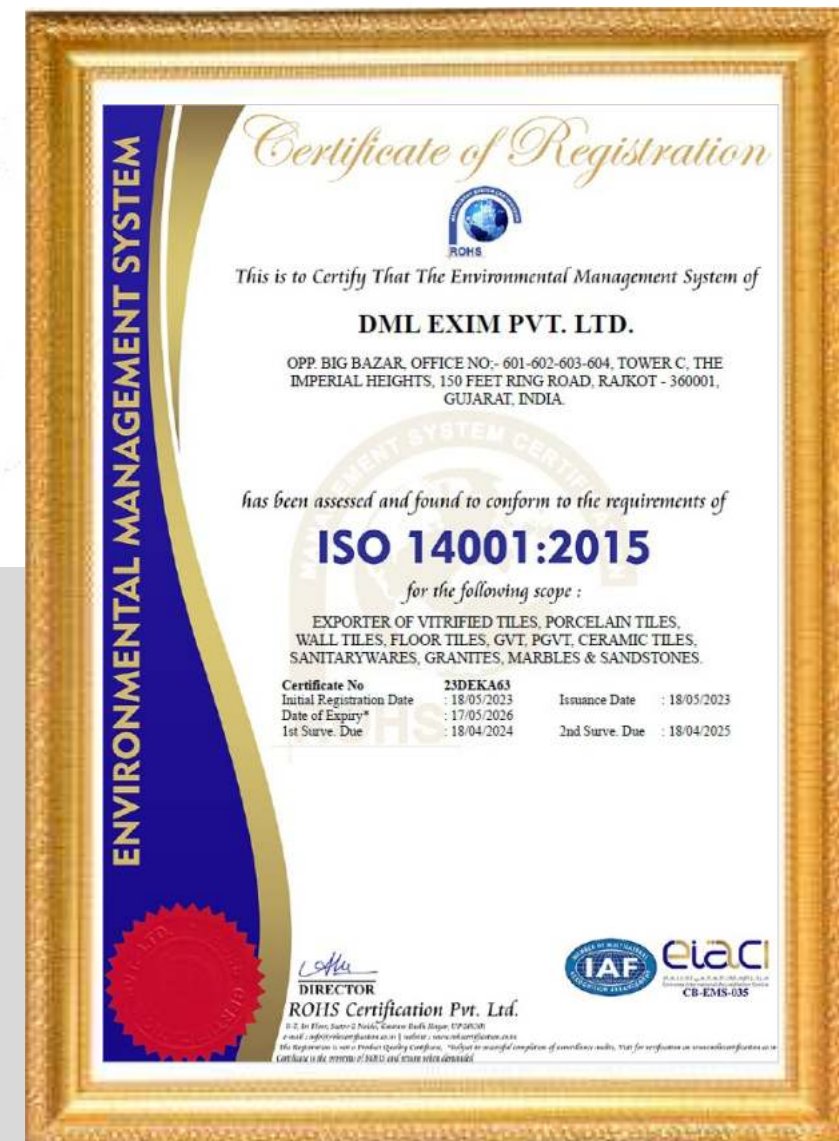 ENVIRONMENTAL MANAGEMENT SYSTEM
Certificate of Registration
ROHS
This is to Certify That The Environmental Management System of
DML EXIM PVT. LTD.
OPP. BIG BAZAR, OFFICE NO;- 601-602-603-604, TOWER C, THE
IMPERIAL HEIGHTS, 150 FEET RING ROAD, RAJKOT - 360001,
GUJARAT, INDIA.
has been assessed and found to conform to the requirements of
ISO 14001:2015
for the following scope :
EXPORTER OF VITRIFIED TILES, PORCELAIN TILES,
WALL TILES, FLOOR TILES, GVT, PGVT, CERAMIC TILES,
SANITARYWARES, GRANITES, MARBLES & SANDSTONES.
Certificate No 23DEKA63
Initial Registration Date : 18/05/2023 Issuance Date : 18/05/2023
Date of Expiry* : 17/05/2026
1st Surve. Due : 18/04/2024 2nd Surve. Due : 18/04/2025
DIRECTOR
ROHS Certification Pvt. Ltd.
IAF
eiaci
CB-EMS-035